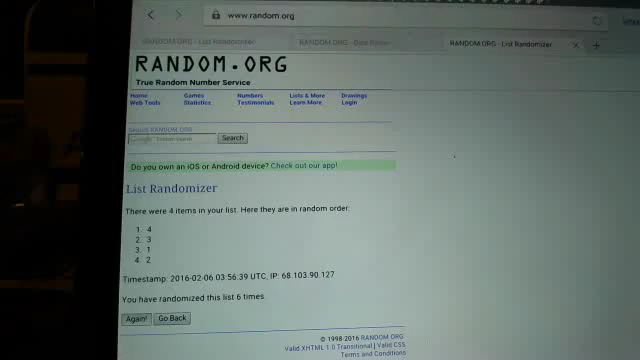 www.random.org
RANDOM.ORG - List Randomizer
RANDOM.ORG - List Randomizer
RANDOM.ORG
True Random Number Service
Home Games Numbers Lists & More Drawings
Web Tools Statistics Testimonials Learn More Login
Search RANDOM.ORG
Google Search
Do you own an iOS or Android device? Check out our app!
List Randomizer
There were 4 items in your list. Here they are in random order:
1. 4
2. 3
3. 1
4. 2
Timestamp: 2016-02-06 03:56:39 UTC, IP: 68.103.90.127
You have randomized this list 6 times.
Again! Go Back
© 1998-2016 RANDOM.ORG
Valid XHTML 1.0 Transitional | Valid CSS
Terms and Conditions